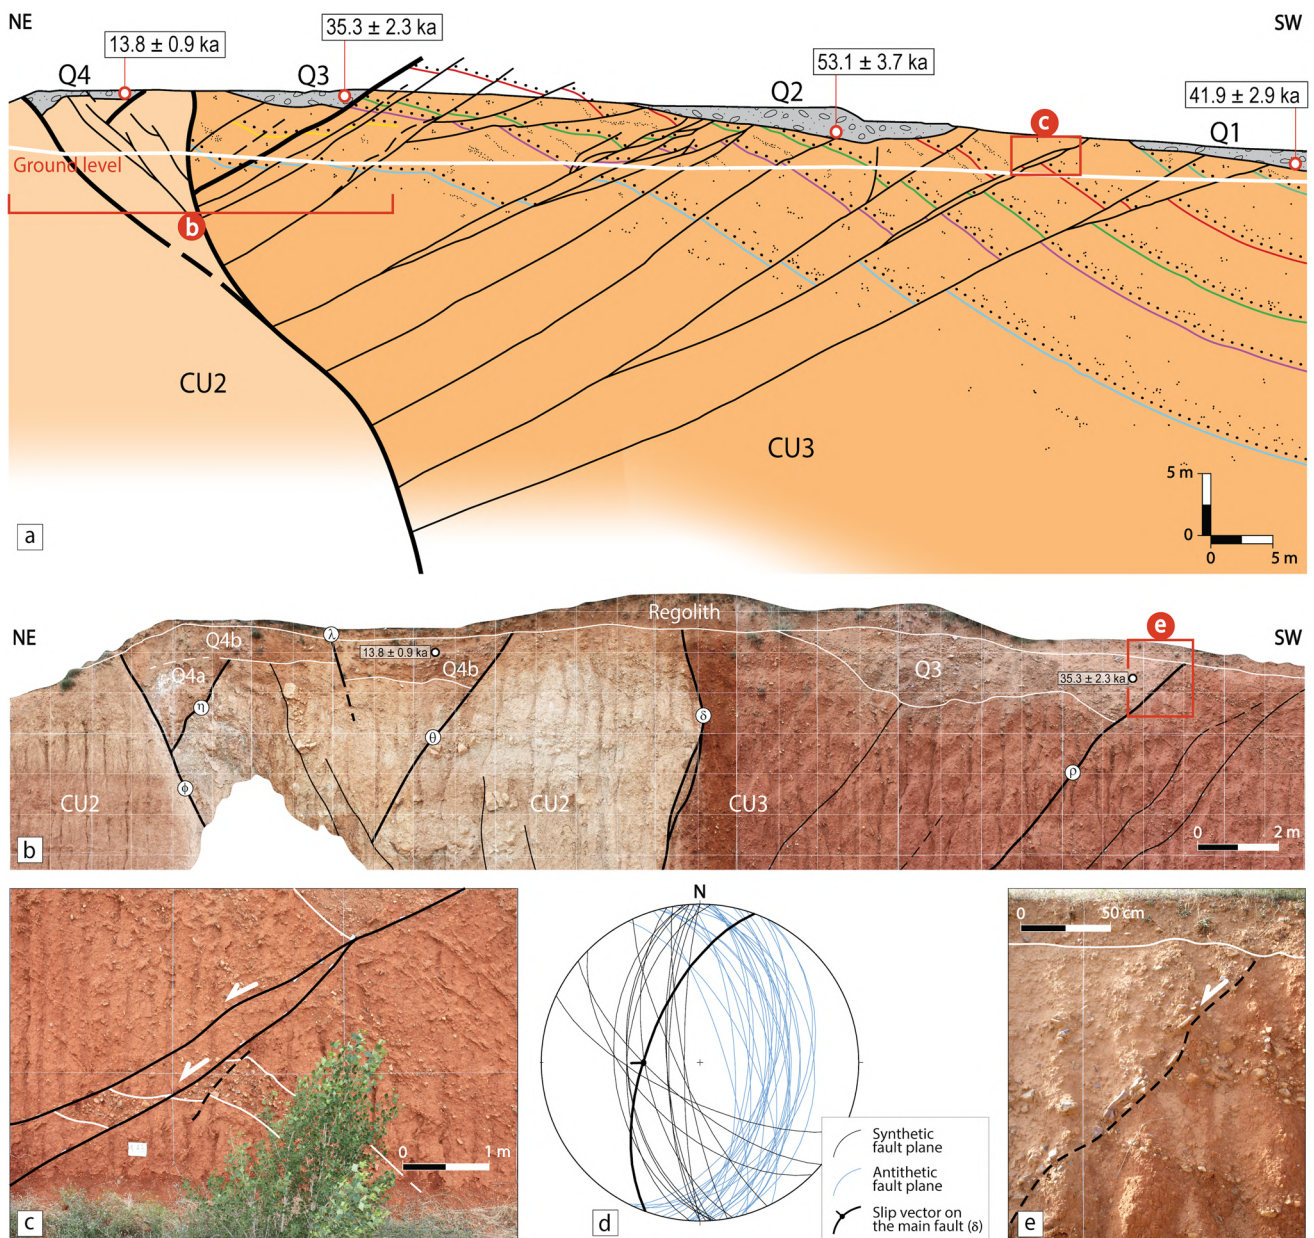 NE
SW
13.8 ± 0.9 ka
35.3 ± 2.3 ka
53.1 ± 3.7 ka
41.9 ± 2.9 ka
Q4
Q3
Q2
Q1
c
Ground level
b
CU2
CU3
5 m
0
0
5 m
a
NE
SW
Regolith
Q4b
λ
13.8 ± 0.9 ka
Q4b
Q4a
η
θ
ϕ
δ
Q3
35.3 ± 2.3 ka
e
ρ
CU2
CU2
CU3
0
2 m
b
0
1 m
c
N
d
Synthetic
fault plane
Antithetic
fault plane
Slip vector on
the main fault (δ)
0
50 cm
e